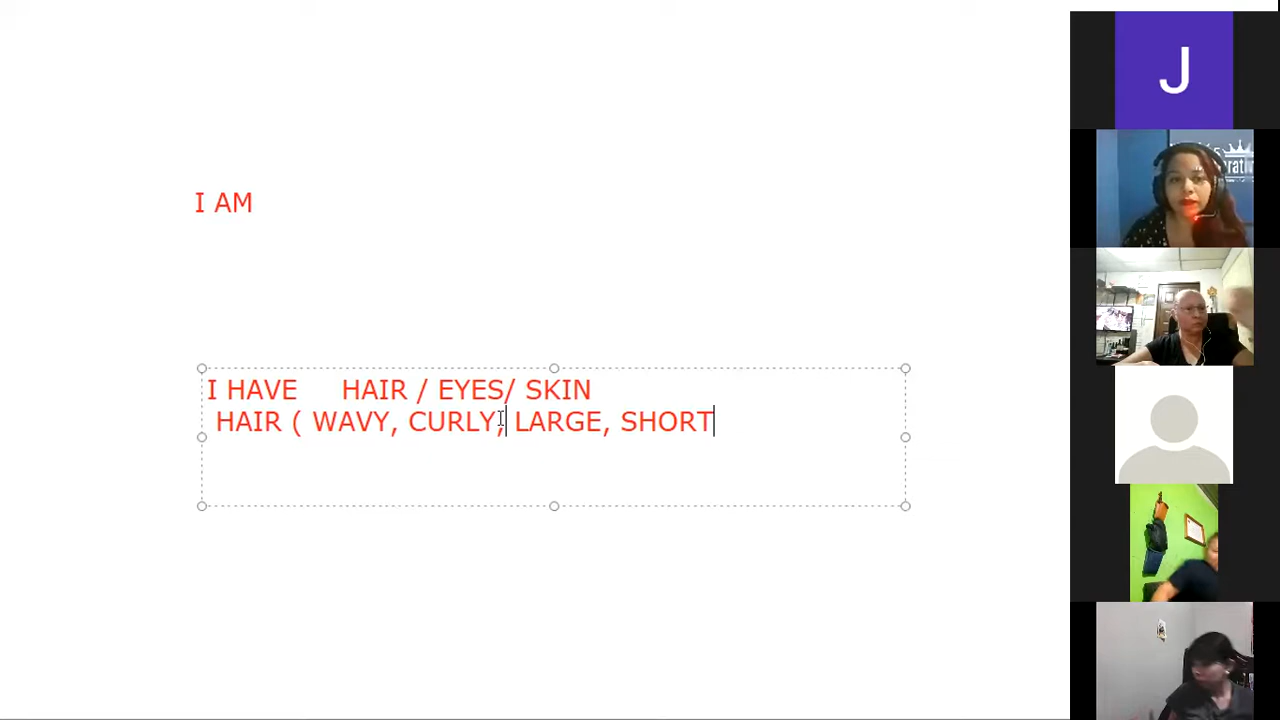 I AM
I HAVE HAIR / EYES/ SKIN
HAIR ( WAVY, CURLY, LARGE, SHORT
J